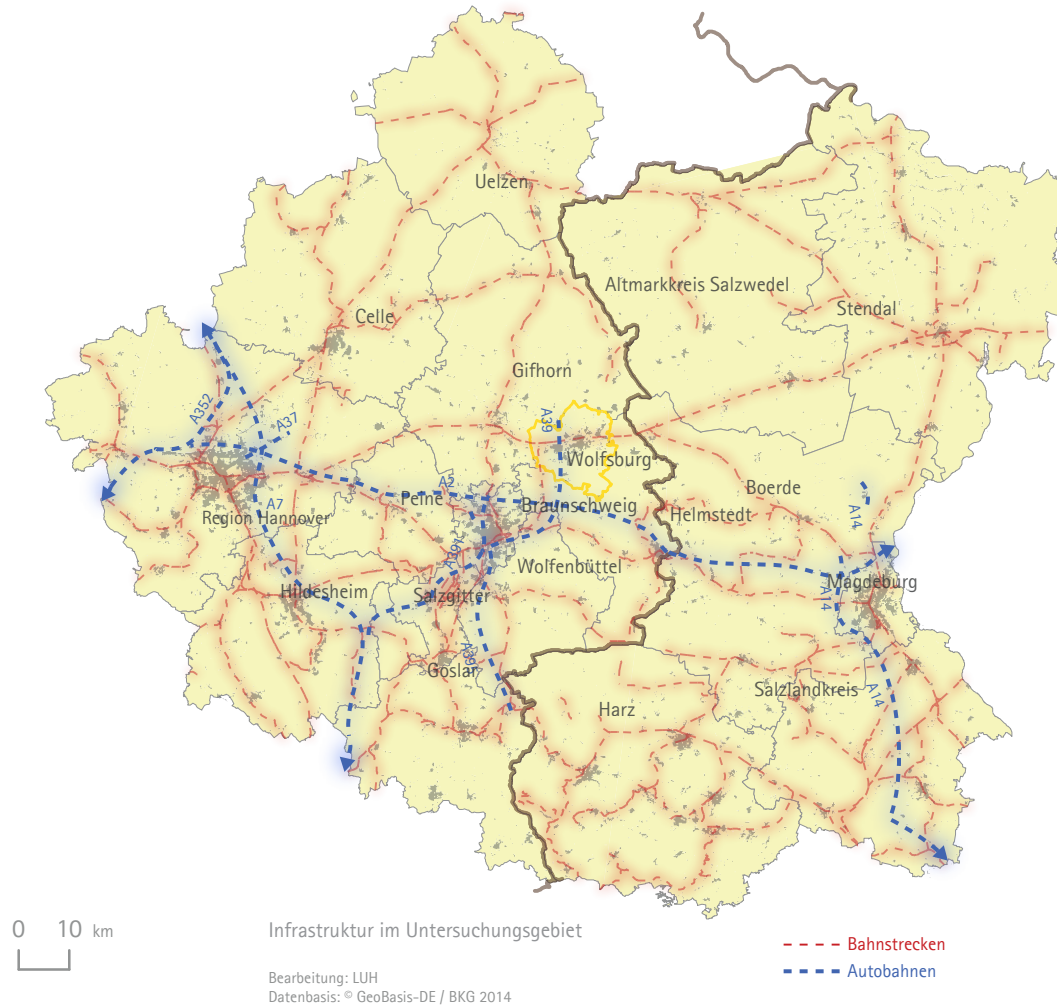 Uelzen
Altmarkkreis Salzwedel
Stendal
Celle
Gifhorn
A352
A37
A39
Wolfsburg
A2
Peine
Boerde
A7
Region Hannover
Braunschweig
Helmstedt
A14
A391
Wolfenbüttel
Hildesheim
Salzgitter
Magdeburg
A14
Goslar
Salzlandkreis
A14
Harz
0 10 km
Infrastruktur im Untersuchungsgebiet
Bahnstrecken
Autobahnen
Bearbeitung: LUH
Datenbasis: © GeoBasis-DE / BKG 2014